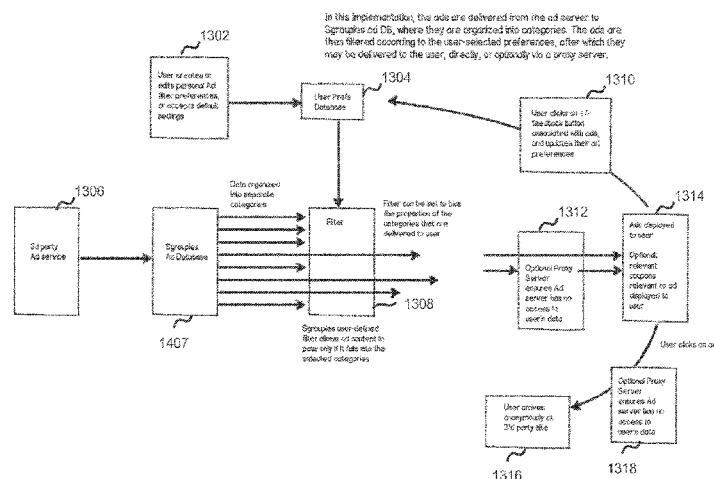 In this implementation, the ads are delivered from the ad server to
Sgroupies Ad DB, where they are organized into categories. The ads are
then filtered according to the user-selected preferences, after which they
may be delivered to the user, directly, or optionally via a proxy server.
1302
User creates or
edits personal Ad
filter preferences,
or accepts default
settings
1304
User Prefs
Database
1310
User clicks on +/-
feedback button
associated with ads,
and updates their ad
preferences
1306
3d party
Ad service
Sgroupies
Ad Database
1407
Data organized
into separate
categories
Filter
1308
Filter can be set to bias
the proportion of the
categories that are
delivered to user
Sgroupies user-defined
filter allows ad content to
pass only if it falls into the
selected categories
1312
Optional Proxy
Server
ensures Ad
server has no
access to
user's data
1314
Ads displayed
to user
Optional:
relevant
coupons
relevant to ad
displayed to
user
User clicks on ad
User arrives
anonymously at
3rd party site
1316
Optional Proxy
Server
ensures Ad
server has no
access to
user's data
1318